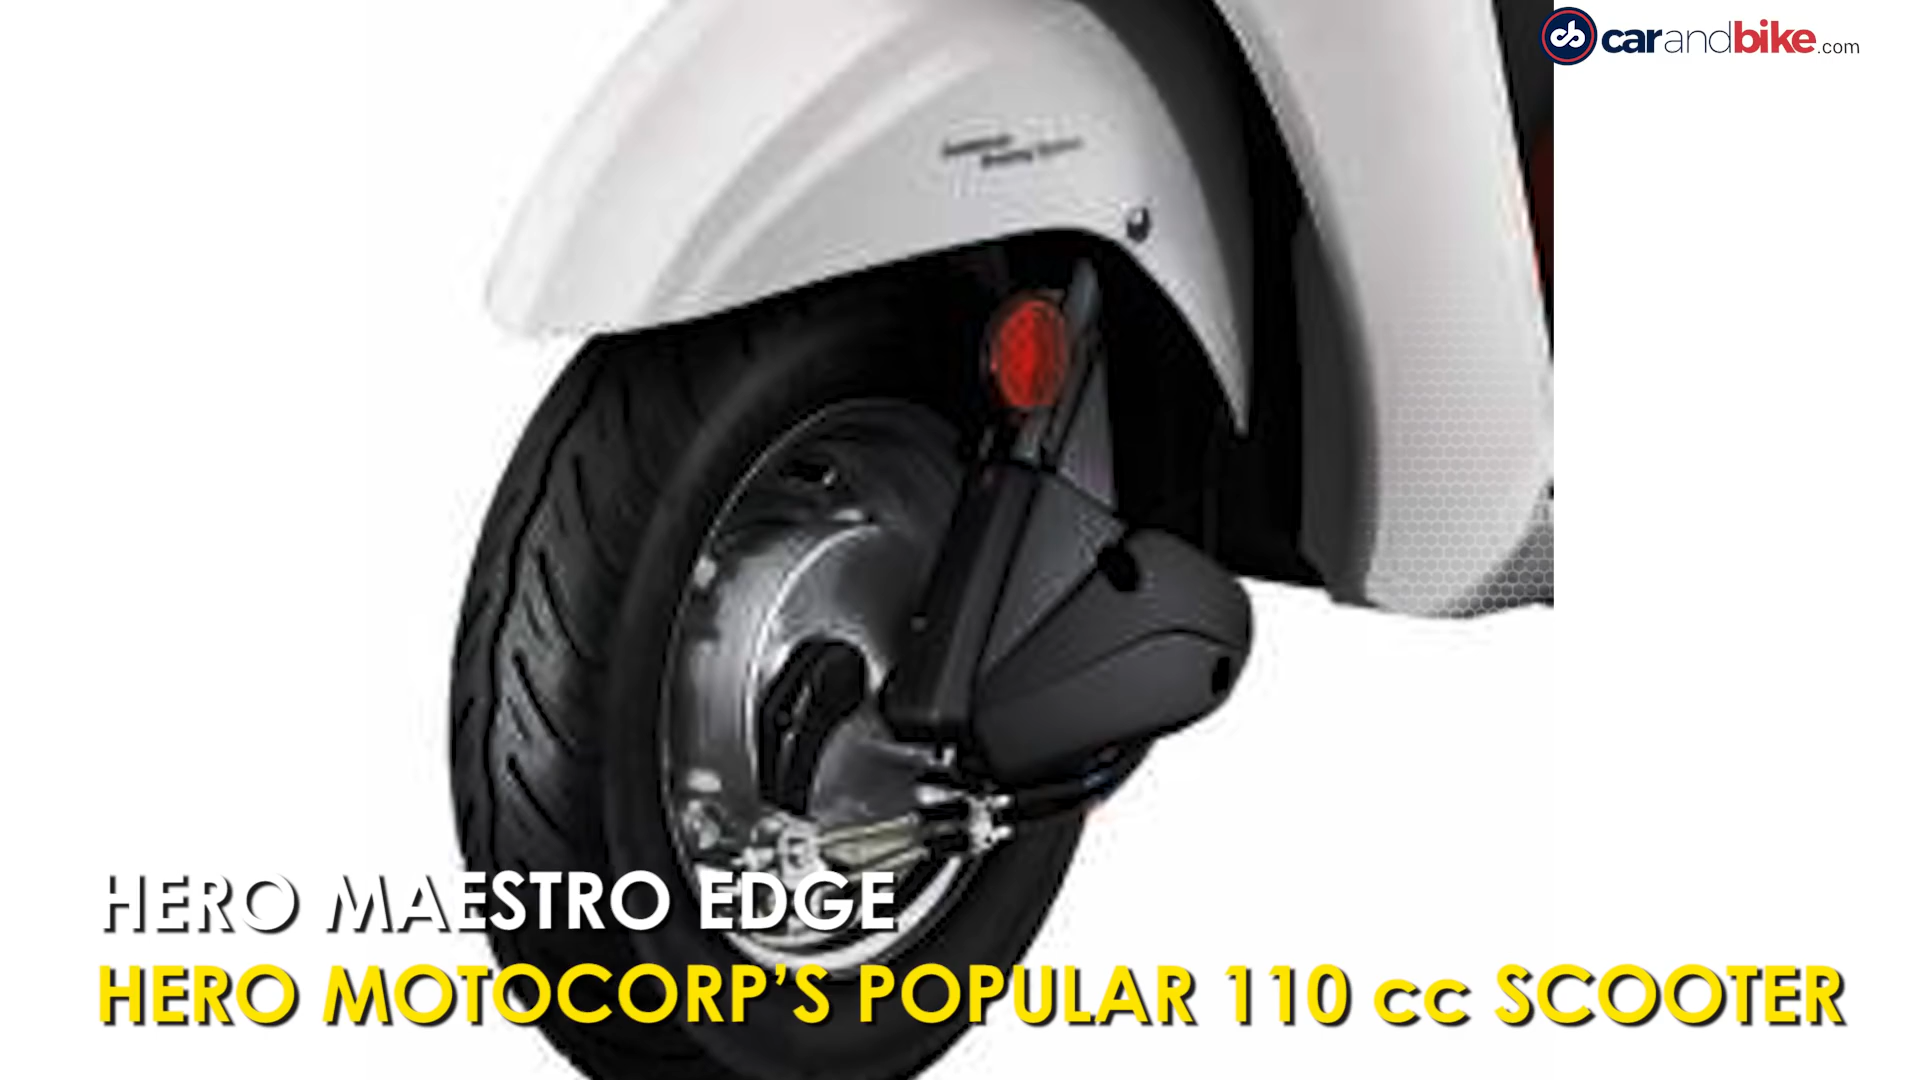 carandbike.com
HERO MAESTRO EDGE
HERO MOTOCORP'S POPULAR 110 cc SCOOTER